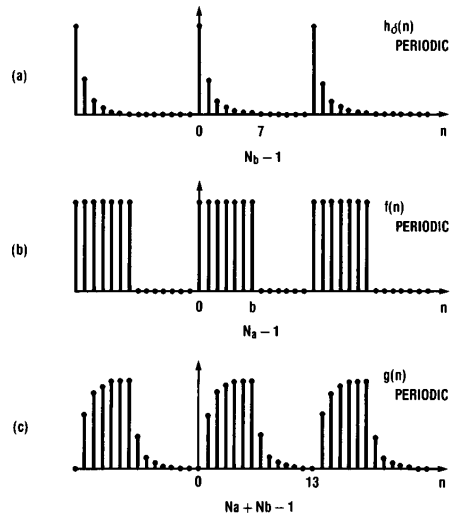 hδ(n)
PERIODIC
(a)
0 7 n
Nb – 1
f(n)
PERIODIC
(b)
0 b n
Na – 1
g(n)
PERIODIC
(c)
0 13 n
Na + Nb – 1